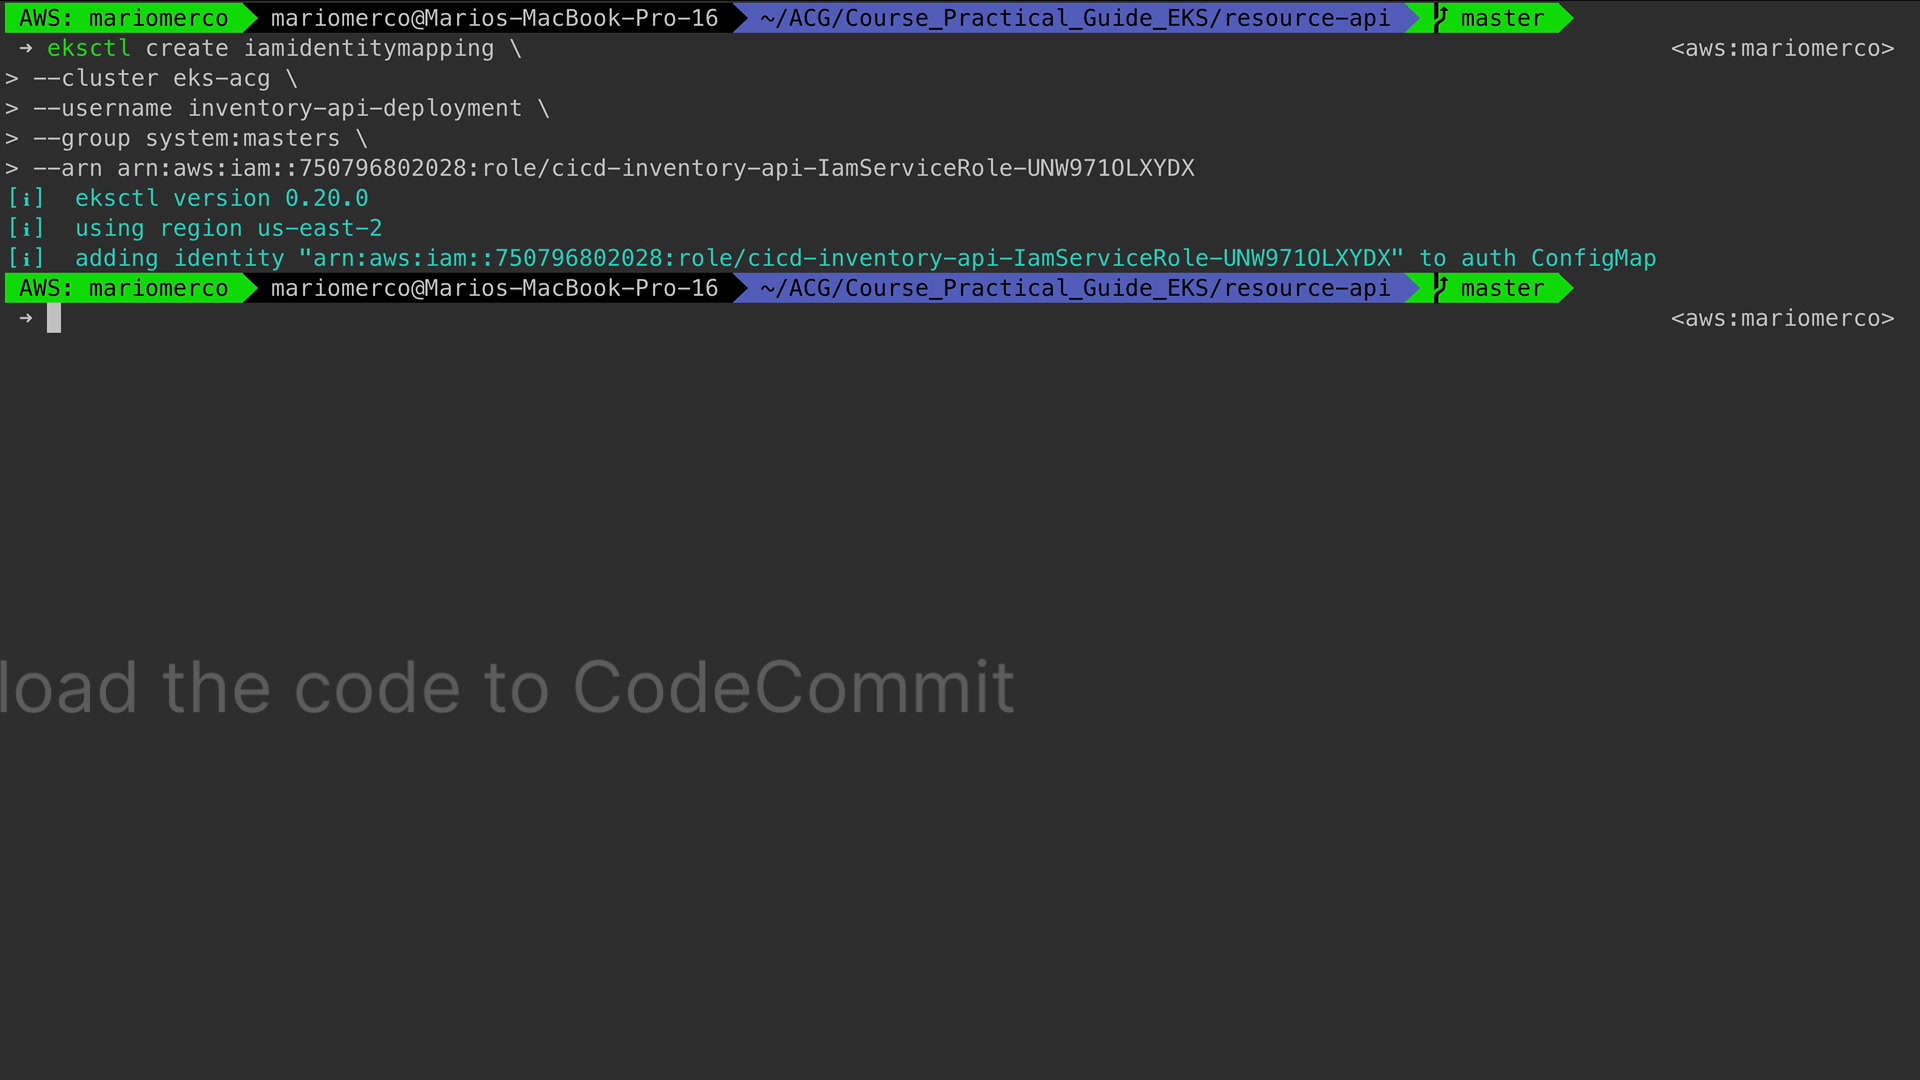 AWS: mariomerco mariomerco@Marios-MacBook-Pro-16 ~/ACG/Course_Practical_Guide_EKS/resource-api master
→ eksctl create iamidentitymapping \ <aws:mariomerco>
> --cluster eks-acg \
> --username inventory-api-deployment \
> --group system:masters \
> --arn arn:aws:iam::750796802028:role/cicd-inventory-api-IamServiceRole-UNW971OLXYDX
[i] eksctl version 0.20.0
[i] using region us-east-2
[i] adding identity "arn:aws:iam::750796802028:role/cicd-inventory-api-IamServiceRole-UNW971OLXYDX" to auth ConfigMap
AWS: mariomerco mariomerco@Marios-MacBook-Pro-16 ~/ACG/Course_Practical_Guide_EKS/resource-api master
→ <aws:mariomerco>
load the code to CodeCommit